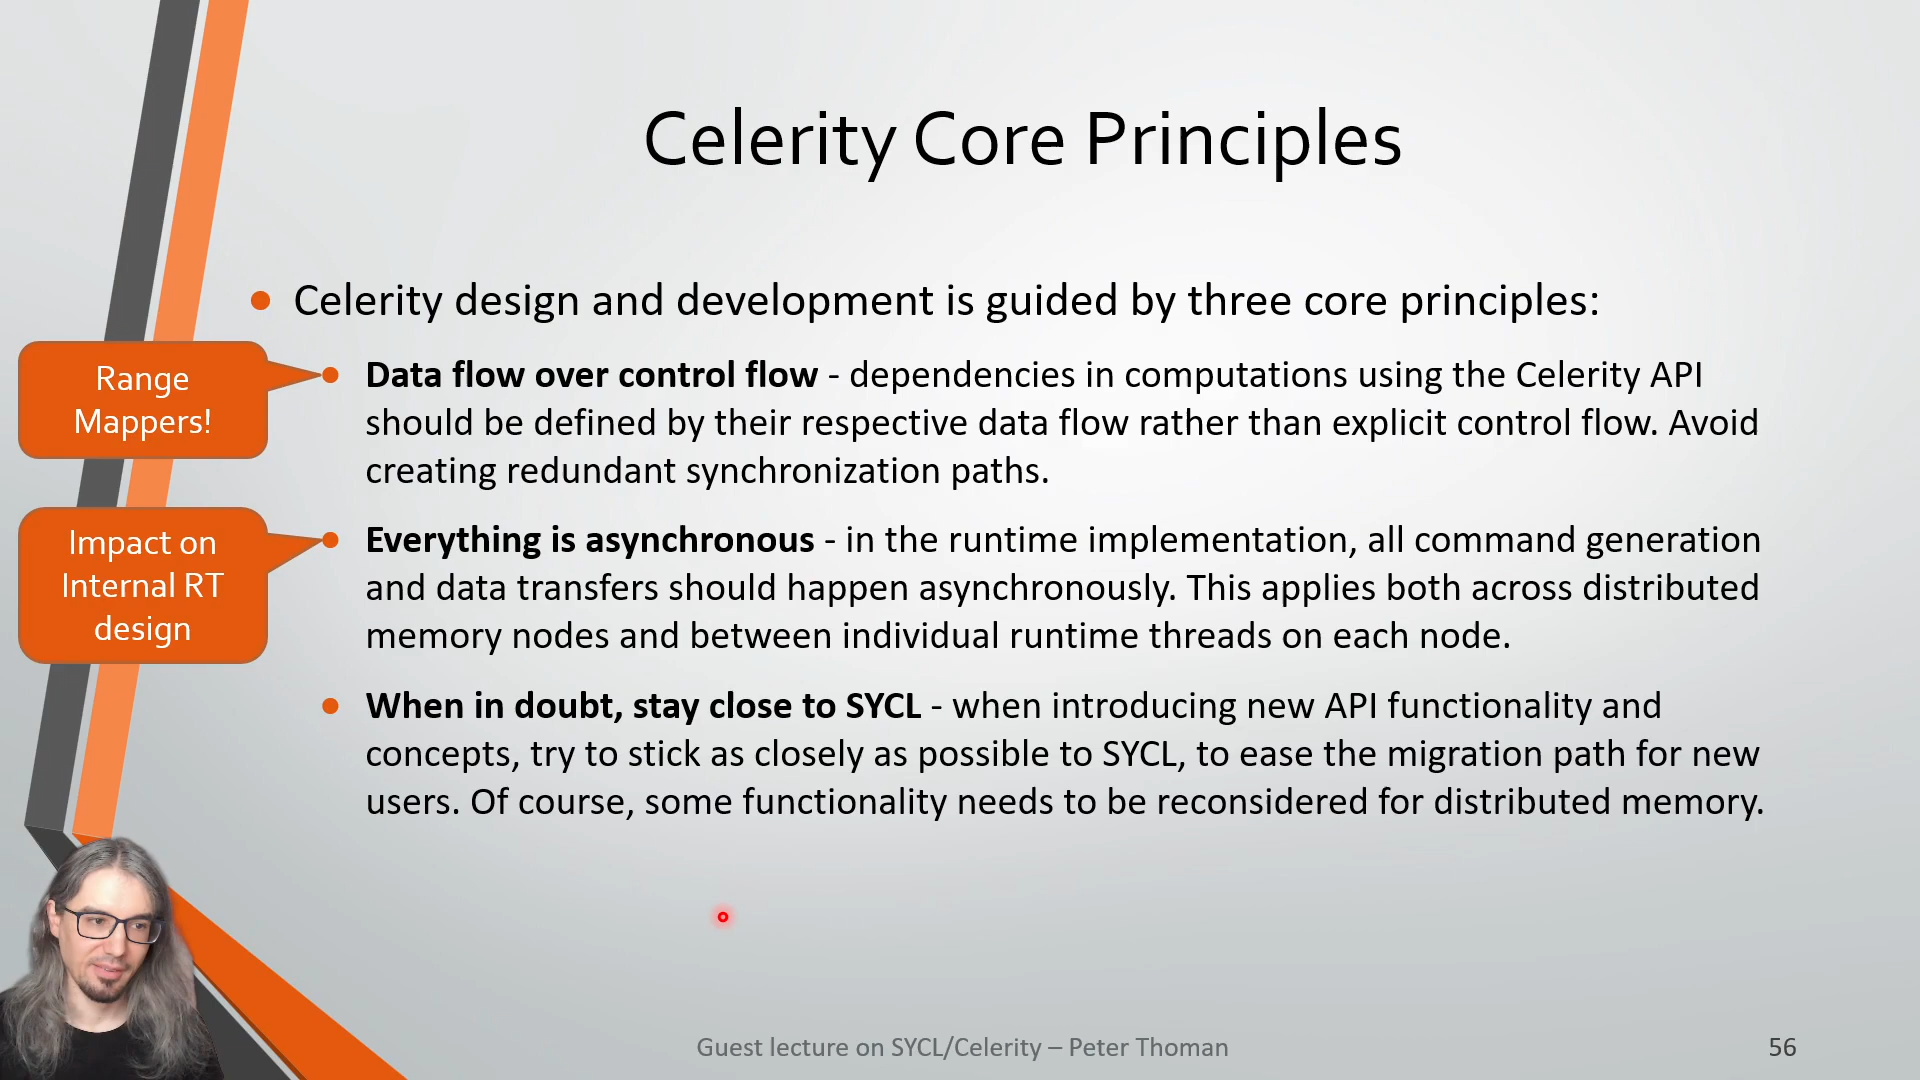 Celerity Core Principles
Celerity design and development is guided by three core principles:
Range
Mappers!
Data flow over control flow - dependencies in computations using the Celerity API
should be defined by their respective data flow rather than explicit control flow. Avoid
creating redundant synchronization paths.
Impact on
Internal RT
design
Everything is asynchronous - in the runtime implementation, all command generation
and data transfers should happen asynchronously. This applies both across distributed
memory nodes and between individual runtime threads on each node.
When in doubt, stay close to SYCL - when introducing new API functionality and
concepts, try to stick as closely as possible to SYCL, to ease the migration path for new
users. Of course, some functionality needs to be reconsidered for distributed memory.
Guest lecture on SYCL/Celerity – Peter Thoman
56